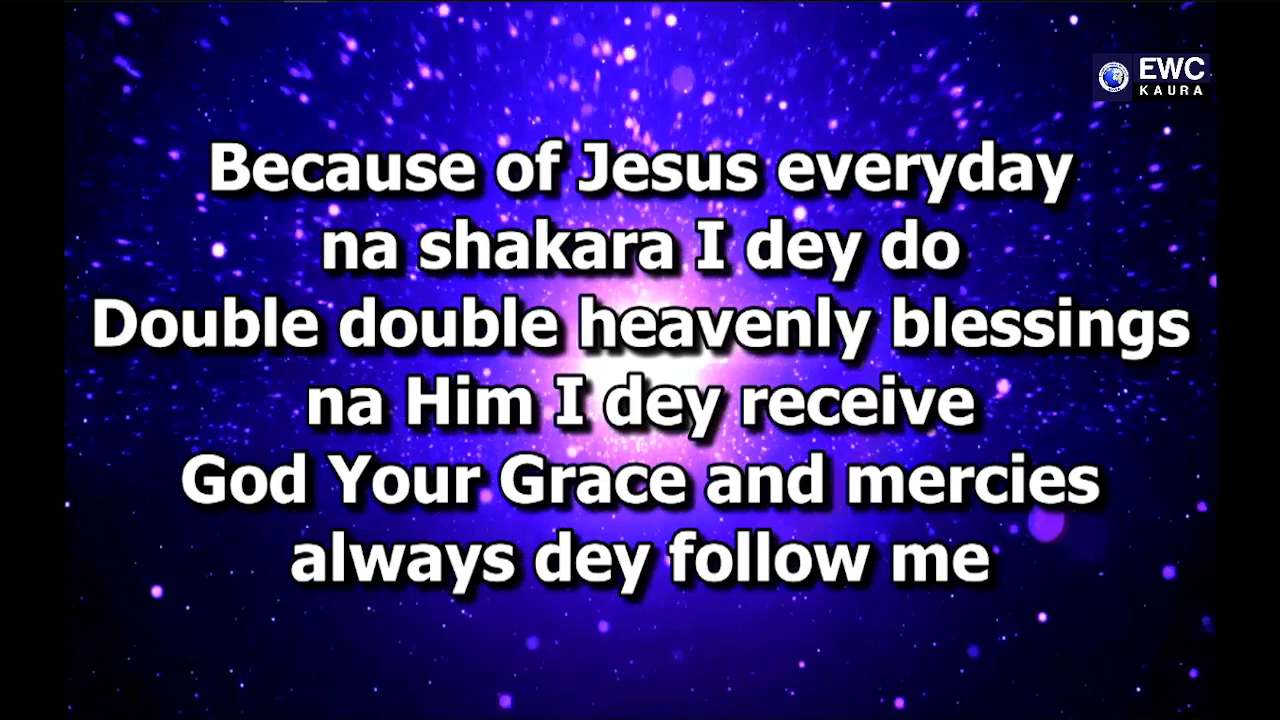 EWC
KAURA
Because of Jesus everyday
na shakara I dey do
Double double heavenly blessings
na Him I dey receive
God Your Grace and mercies
always dey follow me